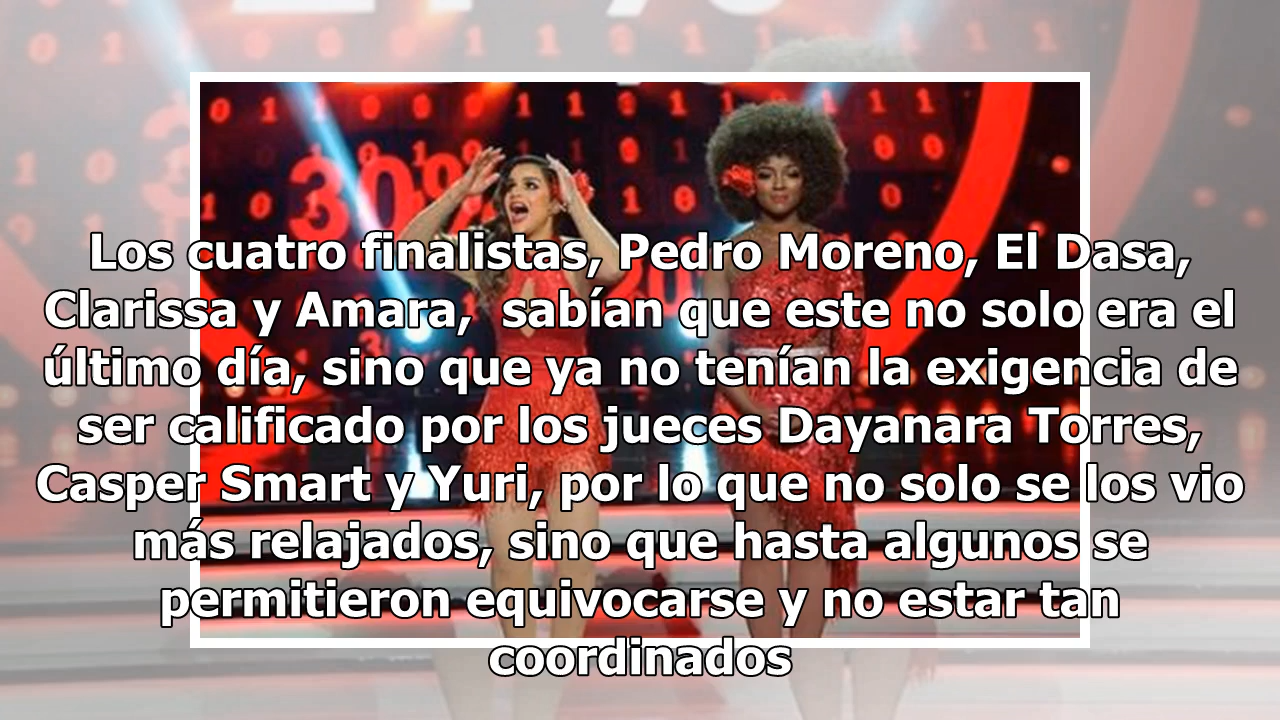 30%
Los cuatro finalistas, Pedro Moreno, El Dasa,
Clarissa y Amara,  sabían que este no solo era el
último día, sino que ya no tenían la exigencia de
ser calificado por los jueces Dayanara Torres,
Casper Smart y Yuri, por lo que no solo se los vio
más relajados, sino que hasta algunos se
permitieron equivocarse y no estar tan
coordinados